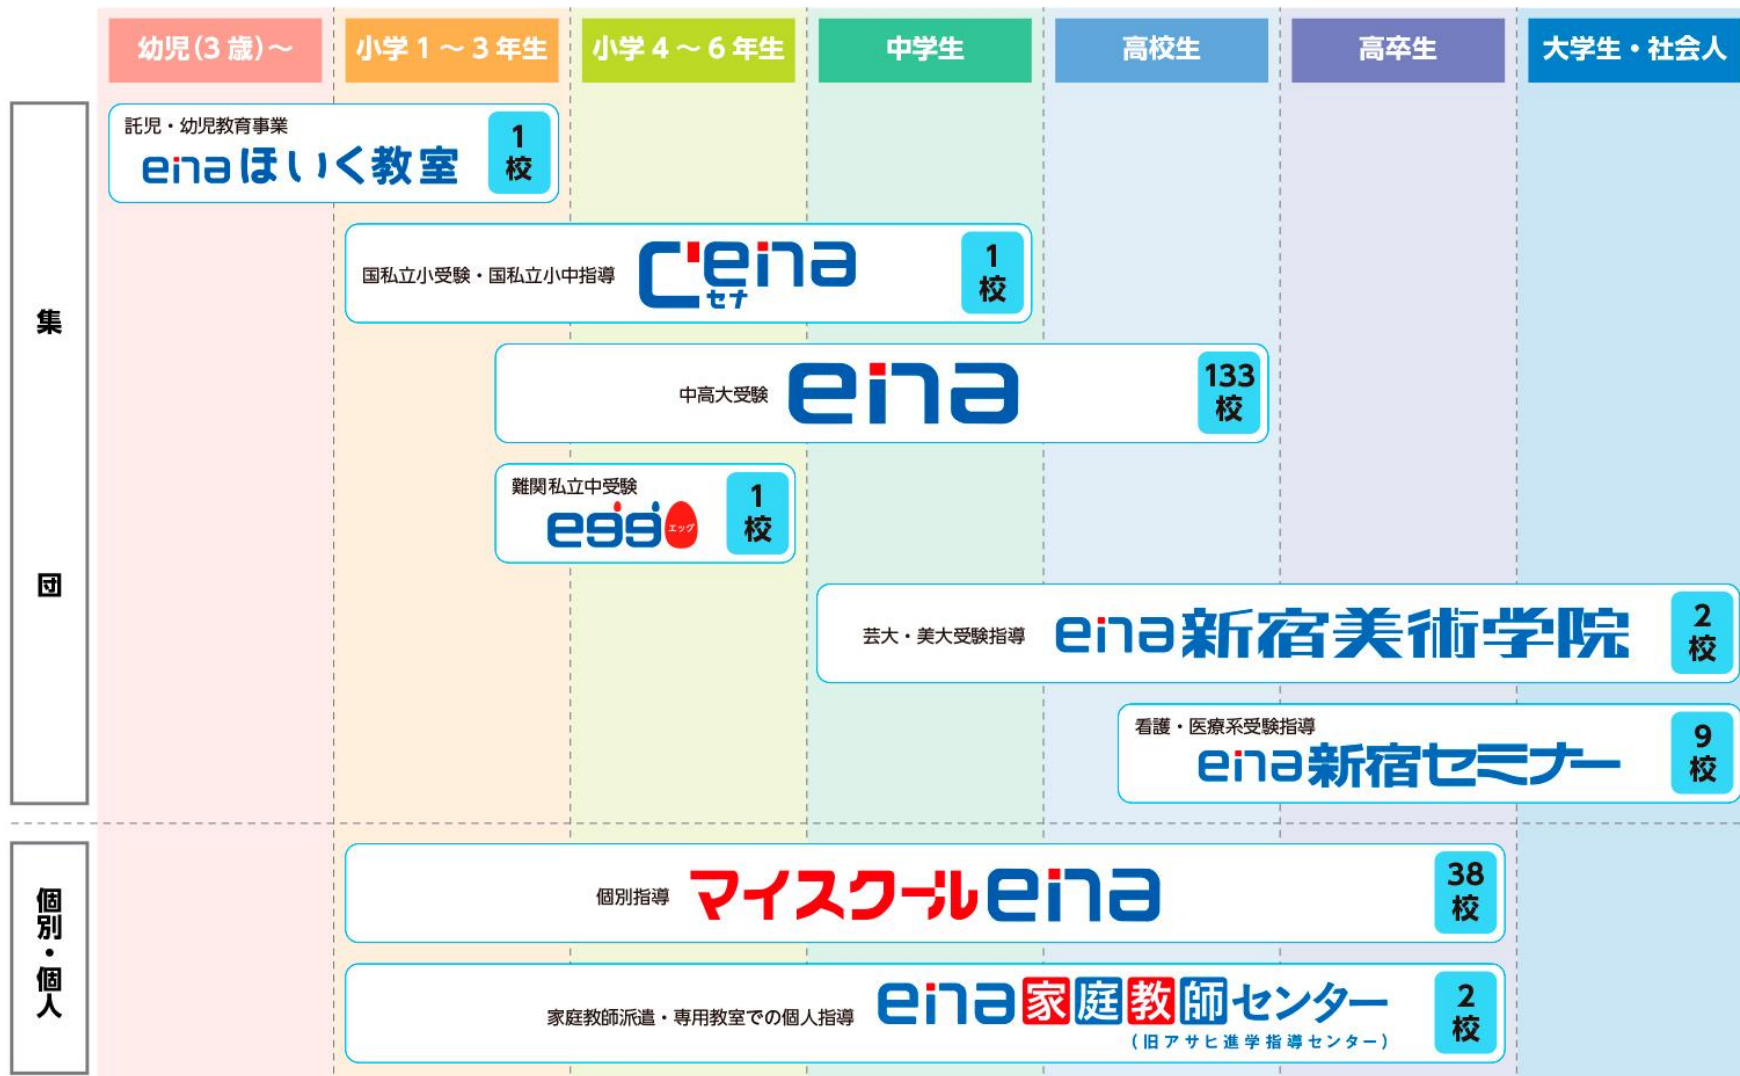 幼児(3歳)～
小学1～3年生
小学4～6年生
中学生
高校生
高卒生
大学生・社会人
集団
託児・幼児教育事業
enaほいく教室
1校
国私立小受験・国私立小中指導
C'ena
セナ
1校
中高大受験
ena
133校
難関私立中受験
egg
エッグ
1校
芸大・美大受験指導
ena新宿美術学院
2校
看護・医療系受験指導
ena新宿セミナー
9校
個別・個人
個別指導
マイスクールena
38校
家庭教師派遣・専用教室での個人指導
ena家庭教師センター
(旧アサヒ進学指導センター)
2校